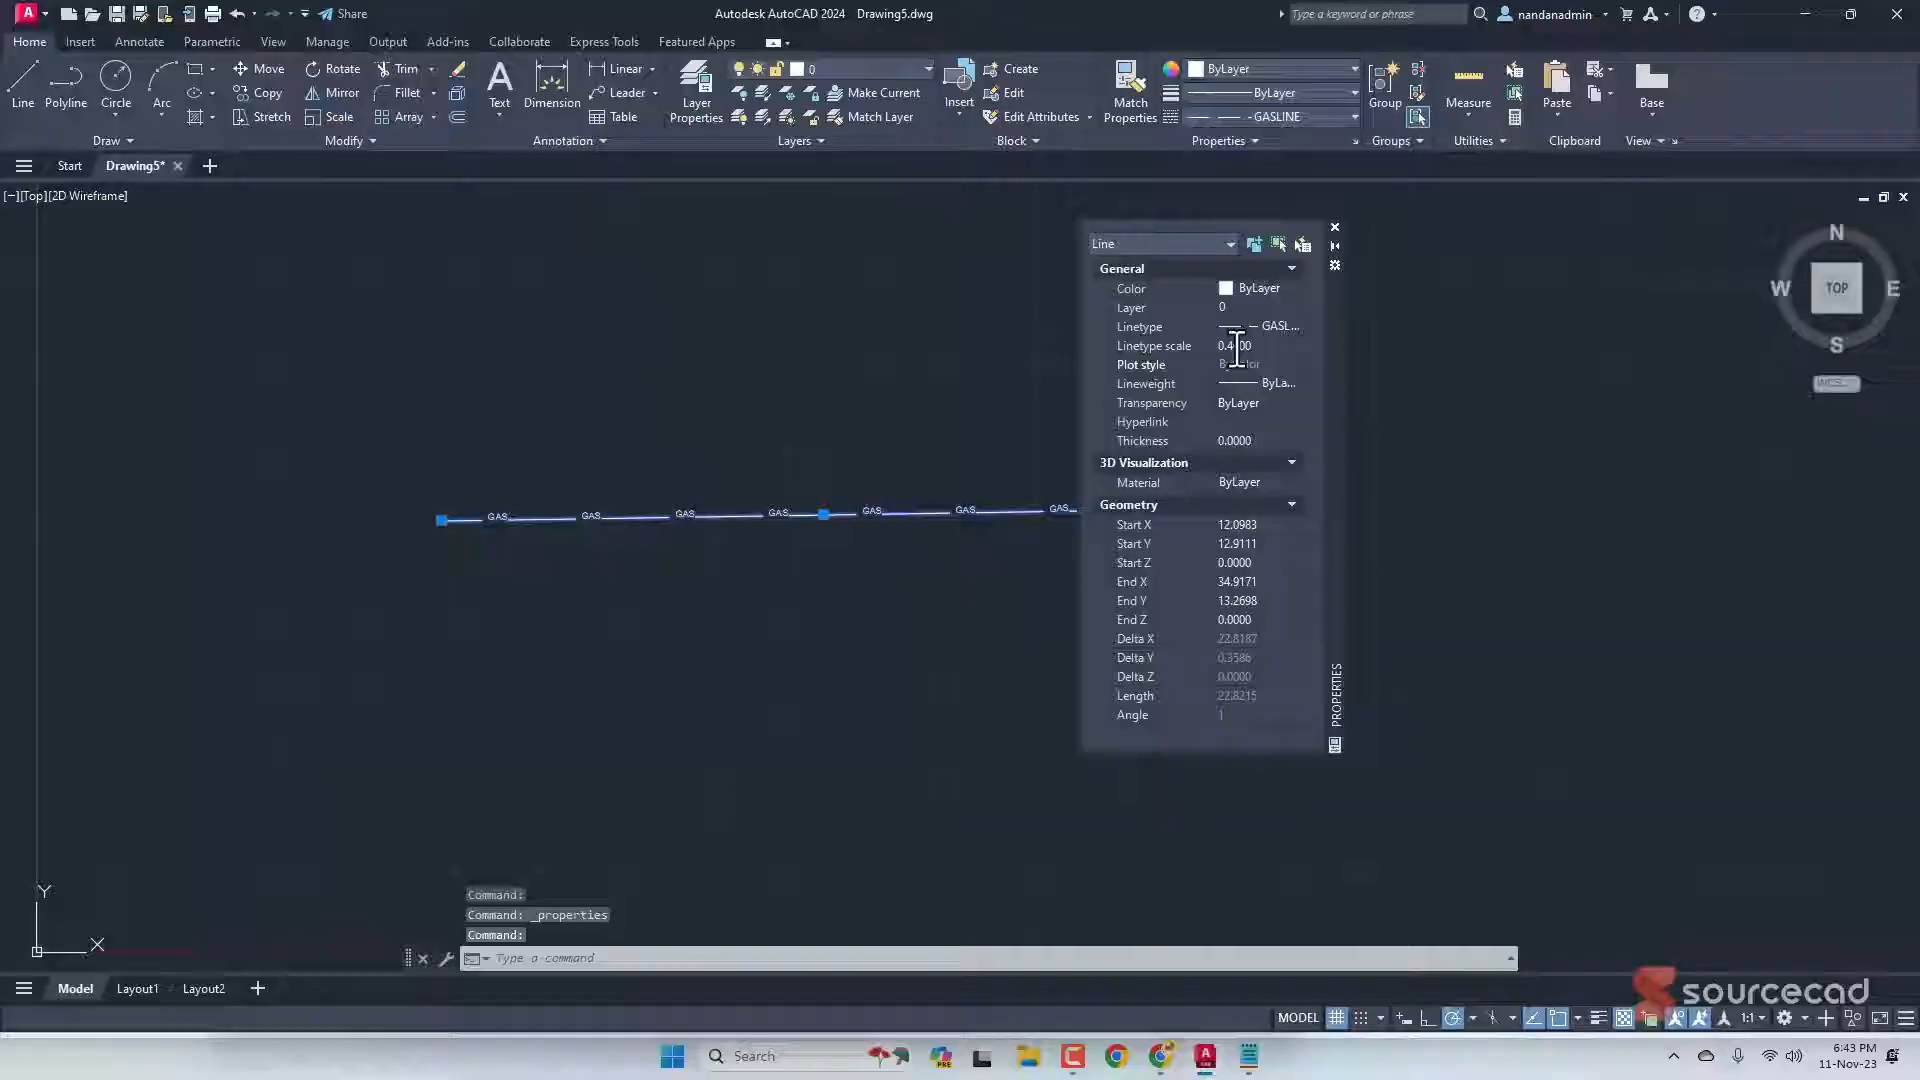 Share
Autodesk AutoCAD 2024 Drawing5.dwg
Type a keyword or phrase
nandanadmin
Home Insert Annotate Parametric View Manage Output Add-ins Collaborate Express Tools Featured Apps
Line
Polyline
Circle
Arc
Draw
Move
Rotate
Trim
Copy
Mirror
Fillet
Stretch
Scale
Array
Modify
Text
Dimension
Linear
Leader
Table
Annotation
Layer
Properties
0
Make Current
Match Layer
Layers
Insert
Create
Edit
Edit Attributes
Block
Match
Properties
ByLayer
ByLayer
GASLINE
Properties
Group
Groups
Measure
Utilities
Paste
Clipboard
Base
View
Start
Drawing5*
[−][Top][2D Wireframe]
N
W TOP E
S
Line
General
Color ByLayer
Layer 0
Linetype GASL...
Linetype scale
Plot style
Lineweight ByLa...
Transparency ByLayer
Hyperlink
Thickness 0.0000
3D Visualization
Material ByLayer
Geometry
Start X 12.0983
Start Y 12.9111
Start Z 0.0000
End X 34.9171
End Y 13.2698
End Z 0.0000
Delta X 22.8187
Delta Y 0.3586
Delta Z 0.0000
Length 22.8215
Angle 1
PROPERTIES
GAS GAS GAS GAS GAS GAS GAS
Y
X
Command:
Command: _properties
Command:
Type a command
Model Layout1 Layout2
sourcecad
MODEL
1:1
Search
PRE
6:43 PM
11-Nov-23